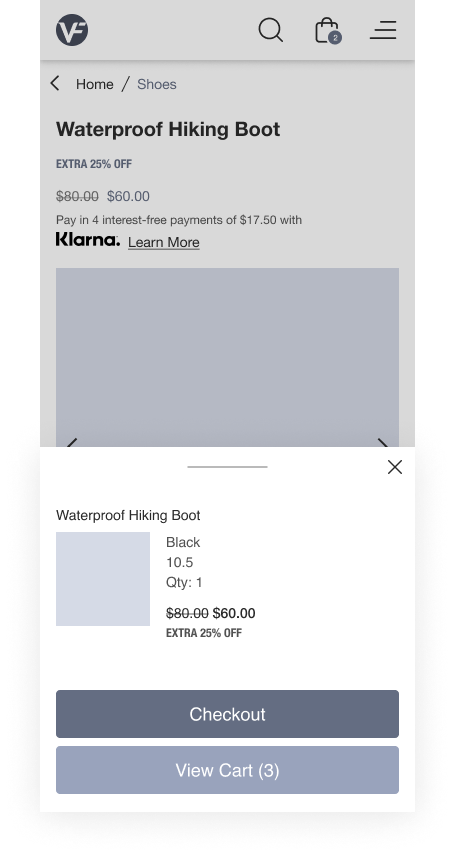 VF
2
Home / Shoes
Waterproof Hiking Boot
EXTRA 25% OFF
$80.00 $60.00
Pay in 4 interest-free payments of $17.50 with
Klarna. Learn More
Waterproof Hiking Boot
Black
10.5
Qty: 1
$80.00 $60.00
EXTRA 25% OFF
Checkout
View Cart (3)